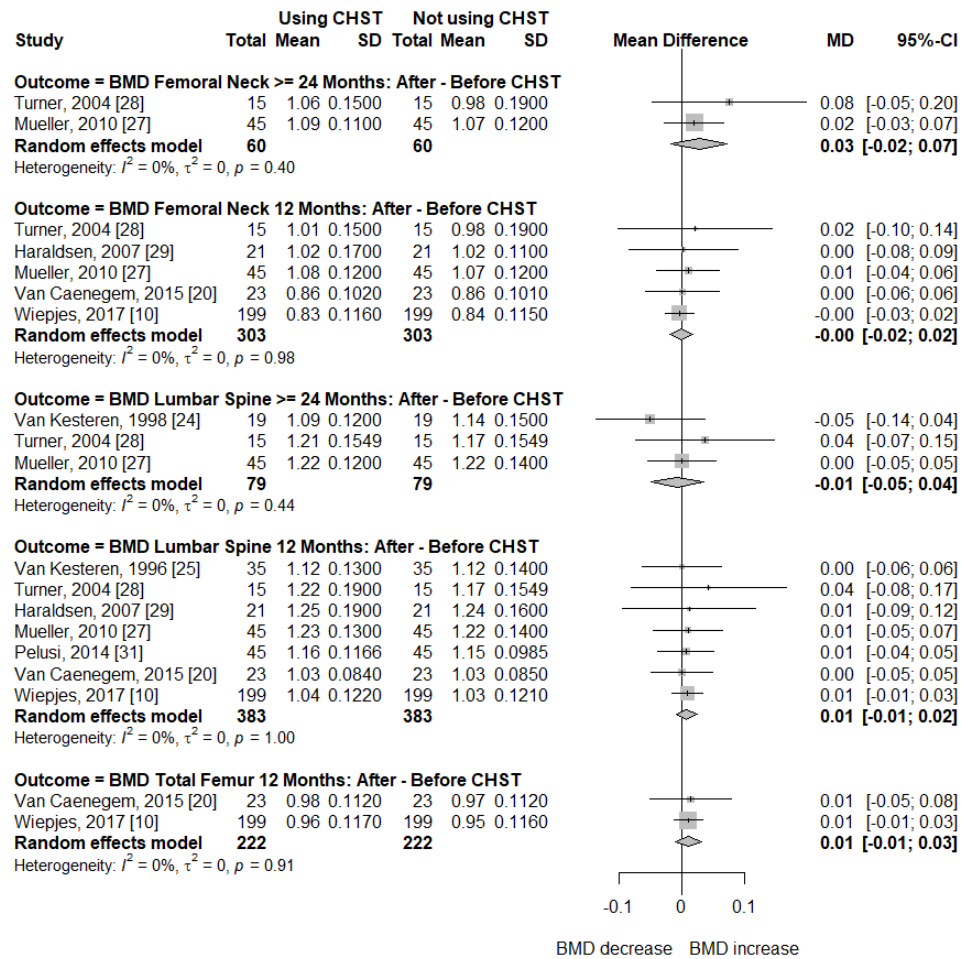 Using CHST Not using CHST
Study Total Mean SD Total Mean SD Mean Difference MD 95%-CI
Outcome = BMD Femoral Neck >= 24 Months: After - Before CHST
Turner, 2004 [28] 15 1.06 0.1500 15 0.98 0.1900 0.08 [-0.05; 0.20]
Mueller, 2010 [27] 45 1.09 0.1100 45 1.07 0.1200 0.02 [-0.03; 0.07]
Random effects model 60 60 0.03 [-0.02; 0.07]
Heterogeneity: I² = 0%, τ² = 0, p = 0.40
Outcome = BMD Femoral Neck 12 Months: After - Before CHST
Turner, 2004 [28] 15 1.01 0.1500 15 0.98 0.1900 0.02 [-0.10; 0.14]
Haraldsen, 2007 [29] 21 1.02 0.1700 21 1.02 0.1100 0.00 [-0.08; 0.09]
Mueller, 2010 [27] 45 1.08 0.1200 45 1.07 0.1200 0.01 [-0.04; 0.06]
Van Caenegem, 2015 [20] 23 0.86 0.1020 23 0.86 0.1010 0.00 [-0.06; 0.06]
Wiepjes, 2017 [10] 199 0.83 0.1160 199 0.84 0.1150 -0.00 [-0.03; 0.02]
Random effects model 303 303 -0.00 [-0.02; 0.02]
Heterogeneity: I² = 0%, τ² = 0, p = 0.98
Outcome = BMD Lumbar Spine >= 24 Months: After - Before CHST
Van Kesteren, 1998 [24] 19 1.09 0.1200 19 1.14 0.1500 -0.05 [-0.14; 0.04]
Turner, 2004 [28] 15 1.21 0.1549 15 1.17 0.1549 0.04 [-0.07; 0.15]
Mueller, 2010 [27] 45 1.22 0.1200 45 1.22 0.1400 0.00 [-0.05; 0.05]
Random effects model 79 79 -0.01 [-0.05; 0.04]
Heterogeneity: I² = 0%, τ² = 0, p = 0.44
Outcome = BMD Lumbar Spine 12 Months: After - Before CHST
Van Kesteren, 1996 [25] 35 1.12 0.1300 35 1.12 0.1400 0.00 [-0.06; 0.06]
Turner, 2004 [28] 15 1.22 0.1900 15 1.17 0.1549 0.04 [-0.08; 0.17]
Haraldsen, 2007 [29] 21 1.25 0.1900 21 1.24 0.1600 0.01 [-0.09; 0.12]
Mueller, 2010 [27] 45 1.23 0.1300 45 1.22 0.1400 0.01 [-0.05; 0.07]
Pelusi, 2014 [31] 45 1.16 0.1166 45 1.15 0.0985 0.01 [-0.04; 0.05]
Van Caenegem, 2015 [20] 23 1.03 0.0840 23 1.03 0.0850 0.00 [-0.05; 0.05]
Wiepjes, 2017 [10] 199 1.04 0.1220 199 1.03 0.1210 0.01 [-0.01; 0.03]
Random effects model 383 383 0.01 [-0.01; 0.02]
Heterogeneity: I² = 0%, τ² = 0, p = 1.00
Outcome = BMD Total Femur 12 Months: After - Before CHST
Van Caenegem, 2015 [20] 23 0.98 0.1120 23 0.97 0.1120 0.01 [-0.05; 0.08]
Wiepjes, 2017 [10] 199 0.96 0.1170 199 0.95 0.1160 0.01 [-0.01; 0.03]
Random effects model 222 222 0.01 [-0.01; 0.03]
Heterogeneity: I² = 0%, τ² = 0, p = 0.91
-0.1 0 0.1
BMD decrease BMD increase